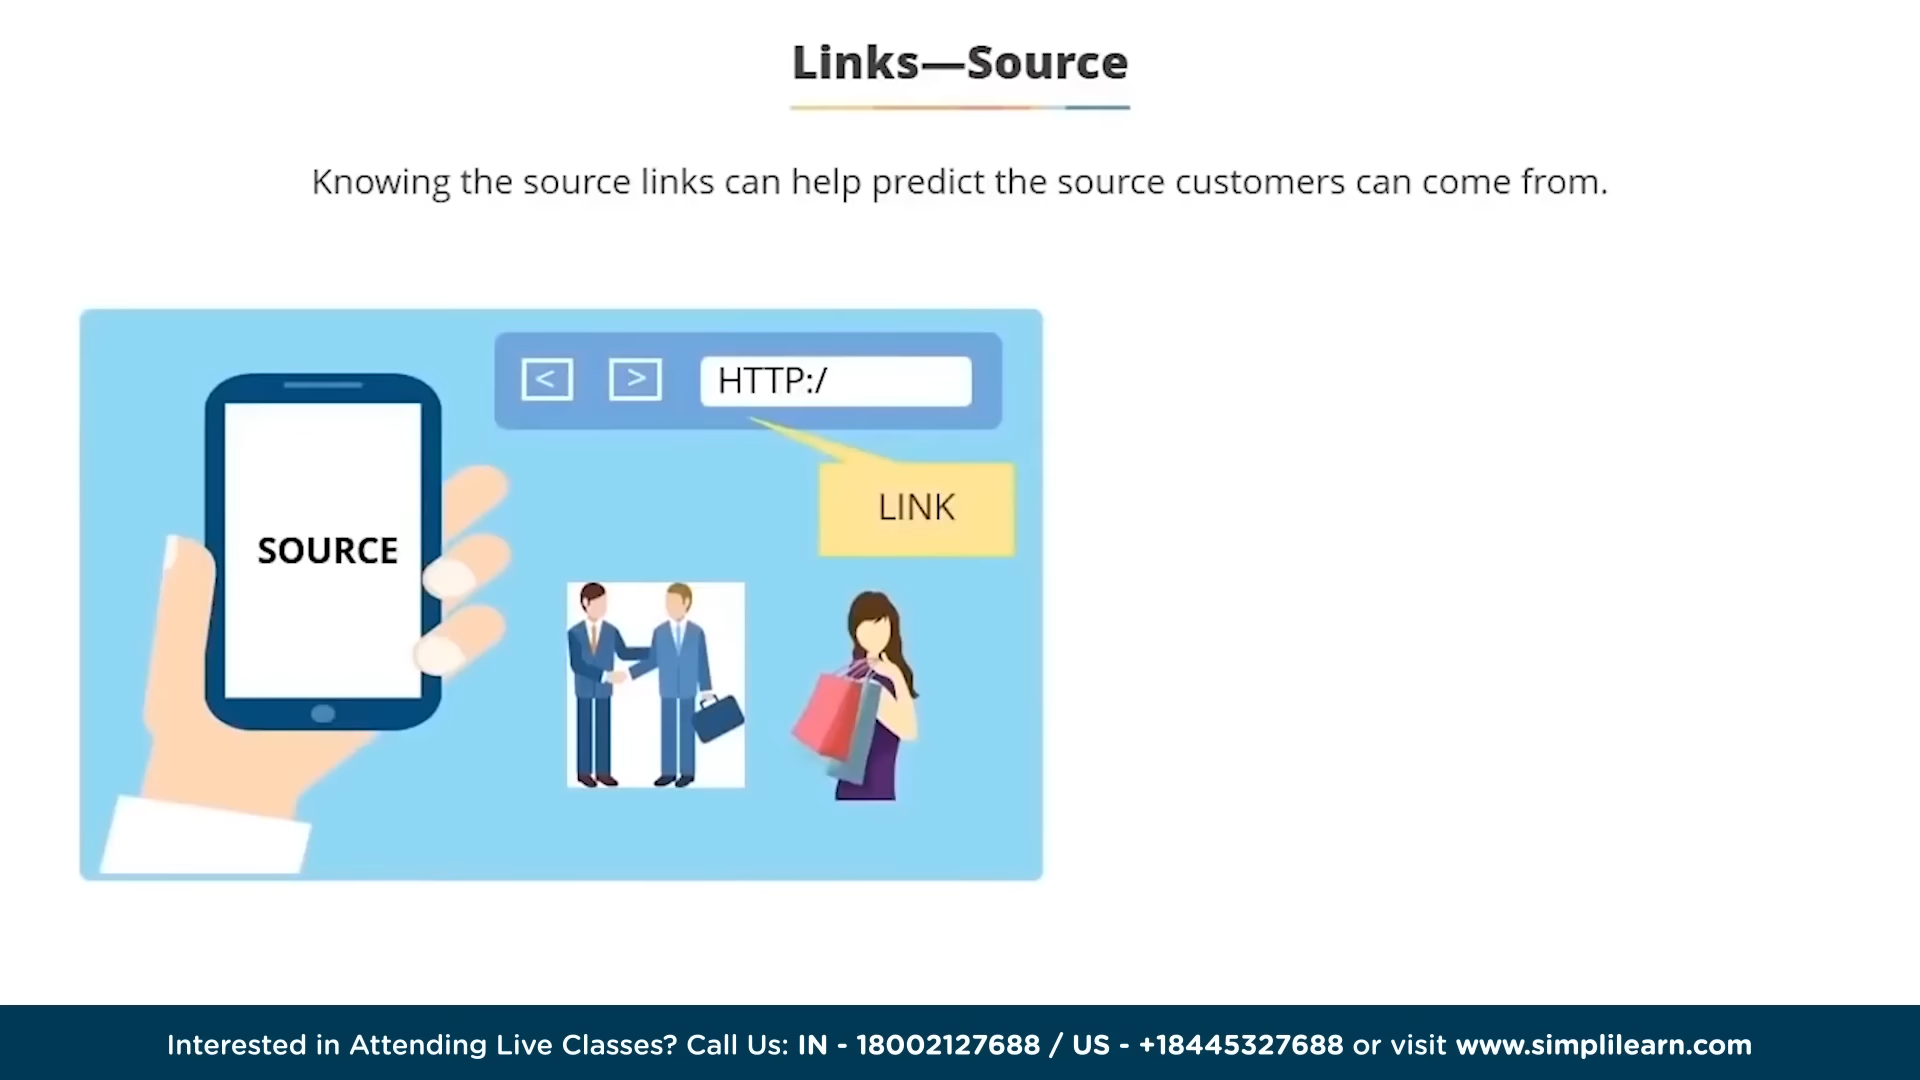 Links—Source
Knowing the source links can help predict the source customers can come from.
< > HTTP:/
LINK
SOURCE
Interested in Attending Live Classes? Call Us: IN - 18002127688 / US - +18445327688 or visit www.simplilearn.com